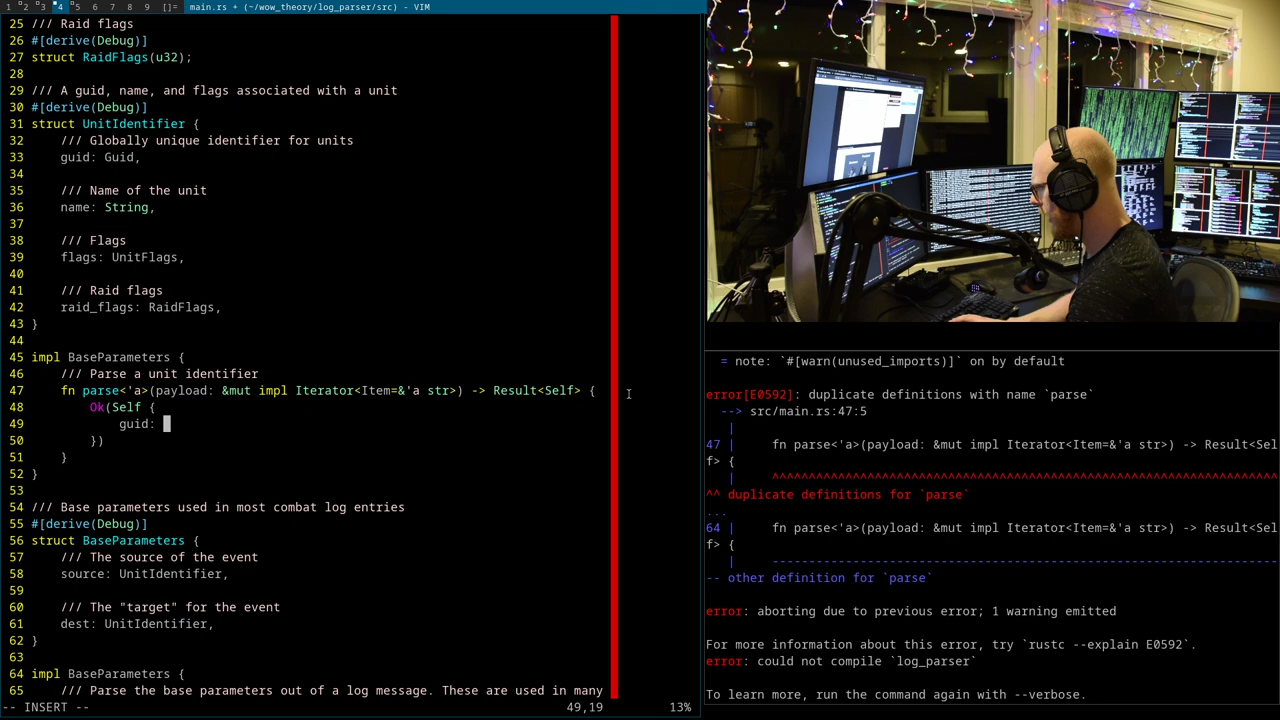 1 2 3 4 5 6 7 8 9 []= main.rs + (~/wow_theory/log_parser/src) - VIM
25 /// Raid flags
26 #[derive(Debug)]
27 struct RaidFlags(u32);
28
29 /// A guid, name, and flags associated with a unit
30 #[derive(Debug)]
31 struct UnitIdentifier {
32     /// Globally unique identifier for units
33     guid: Guid,
34
35     /// Name of the unit
36     name: String,
37
38     /// Flags
39     flags: UnitFlags,
40
41     /// Raid flags
42     raid_flags: RaidFlags,
43 }
44
45 impl BaseParameters {
46     /// Parse a unit identifier
47     fn parse<'a>(payload: &mut impl Iterator<Item=&'a str>) -> Result<Self> {
48         Ok(Self {
49             guid:
50         })
51     }
52 }
53
54 /// Base parameters used in most combat log entries
55 #[derive(Debug)]
56 struct BaseParameters {
57     /// The source of the event
58     source: UnitIdentifier,
59
60     /// The "target" for the event
61     dest: UnitIdentifier,
62 }
63
64 impl BaseParameters {
65     /// Parse the base parameters out of a log message. These are used in many
-- INSERT -- 49,19 13%
= note: `#[warn(unused_imports)]` on by default
error[E0592]: duplicate definitions with name `parse`
--> src/main.rs:47:5
|
47 |     fn parse<'a>(payload: &mut impl Iterator<Item=&'a str>) -> Result<Sel
f> {
|     ^^^^^^^^^^^^^^^^^^^^^^^^^^^^^^^^^^^^^^^^^^^^^^^^^^^^^^^^^^^^^^^^^^^^^
^^ duplicate definitions for `parse`
...
64 |     fn parse<'a>(payload: &mut impl Iterator<Item=&'a str>) -> Result<Sel
f> {
|     ---------------------------------------------------------------------
-- other definition for `parse`
error: aborting due to previous error; 1 warning emitted
For more information about this error, try `rustc --explain E0592`.
error: could not compile `log_parser`
To learn more, run the command again with --verbose.